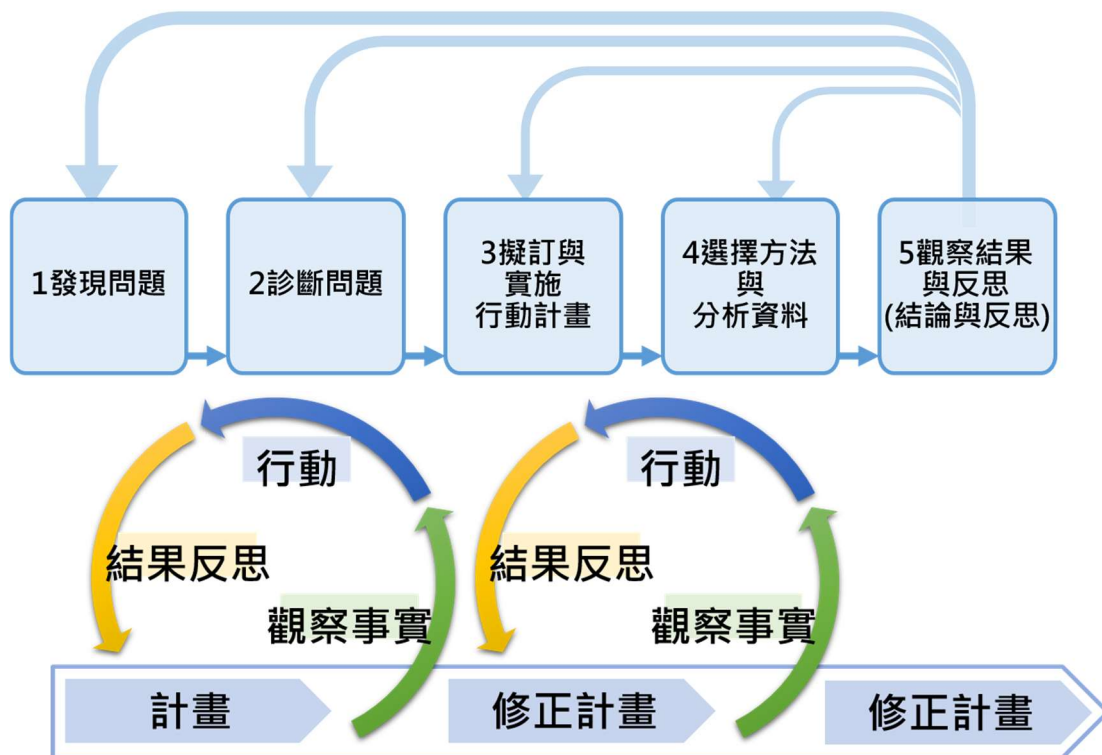 1發現問題
2診斷問題
3擬訂與
實施
行動計畫
4選擇方法
與
分析資料
5觀察結果
與反思
(結論與反思)
行動
結果反思
觀察事實
行動
結果反思
觀察事實
計畫
修正計畫
修正計畫